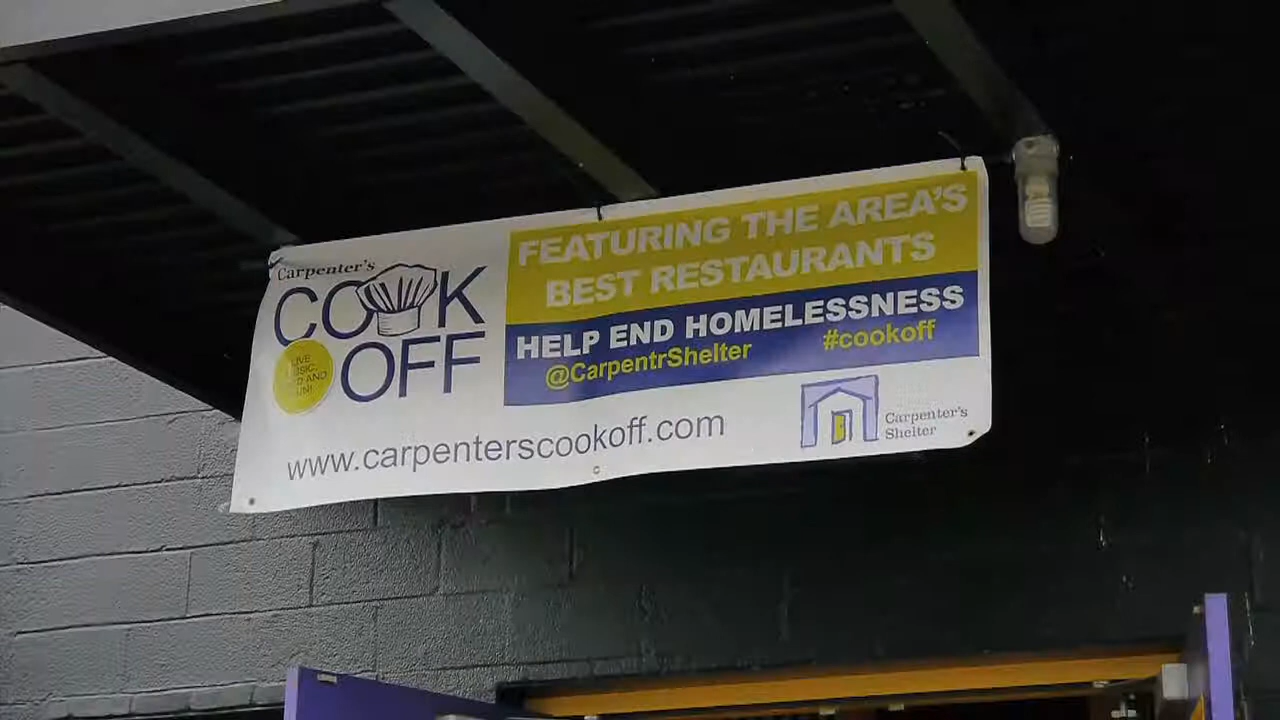 Carpenter's
COOK
OFF
FEATURING THE AREA'S
BEST RESTAURANTS
HELP END HOMELESSNESS
@CarpentrShelter #cookoff
www.carpenterscookoff.com
Carpenter's
Shelter